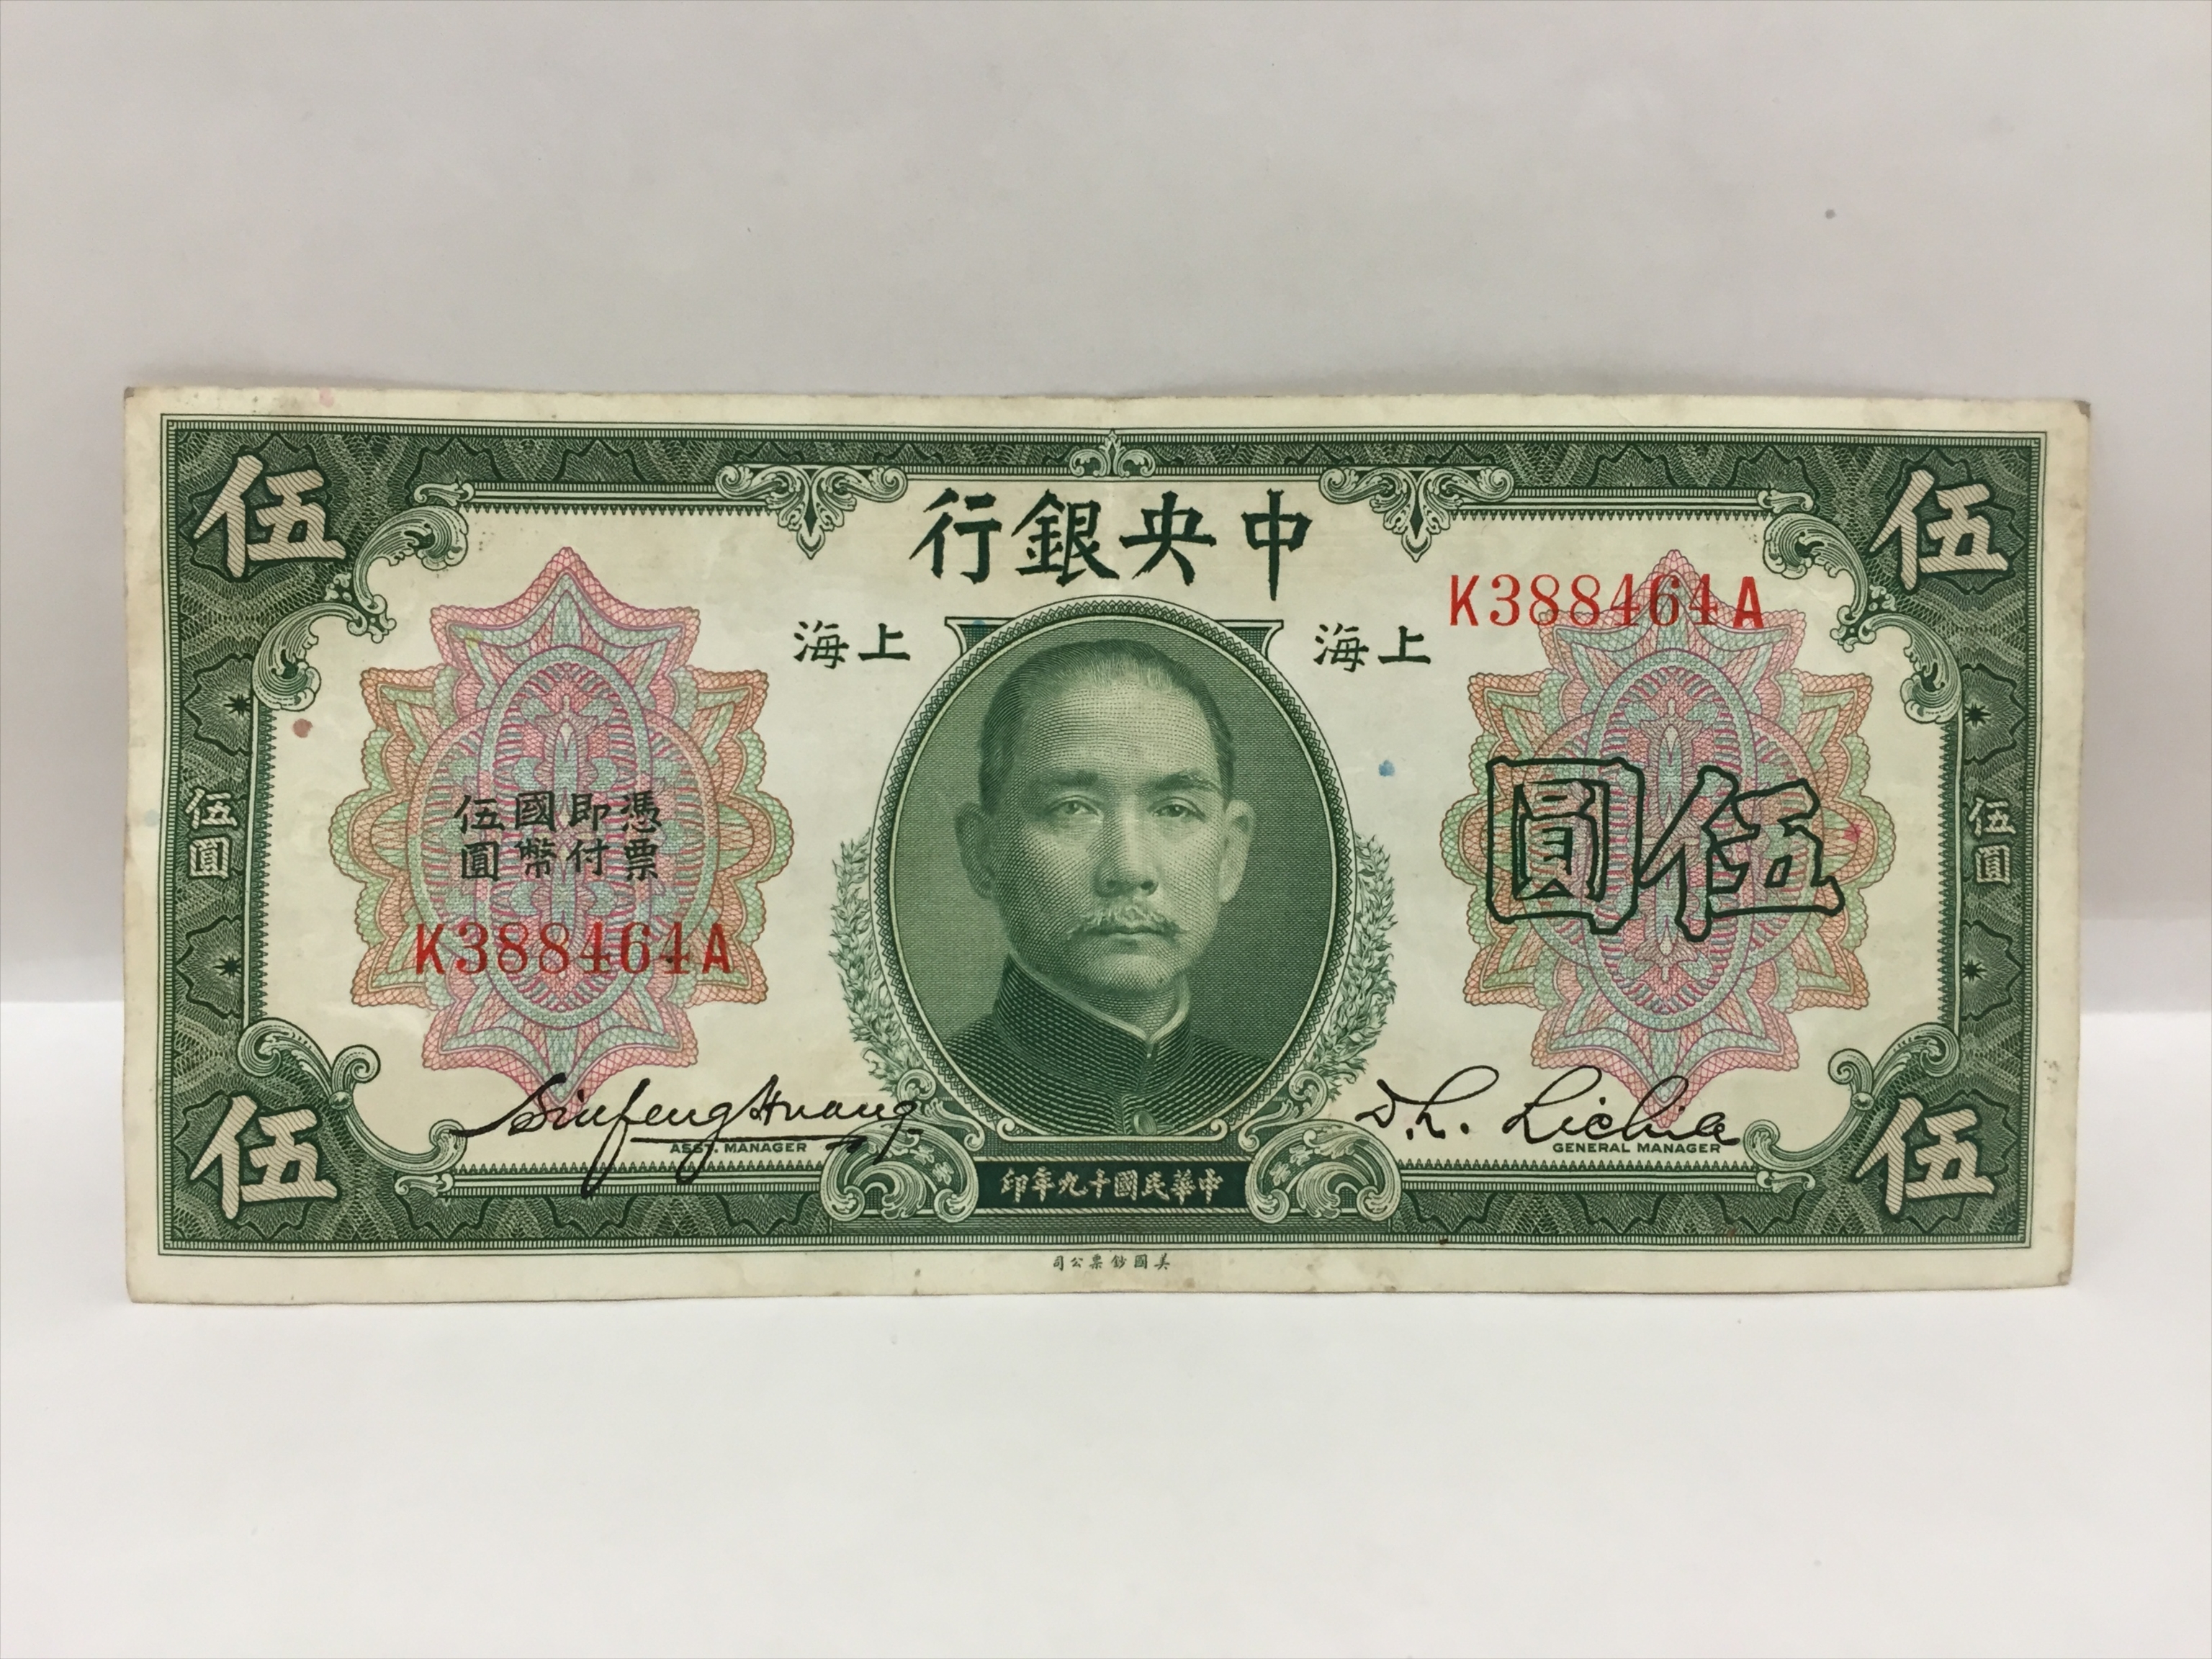 伍
伍
中央銀行
上海
上海
K388464A
憑票
即付
國幣
伍圓
伍圓
伍圓
伍圓
K388464A
Sinfeng Huang
ASST. MANAGER
GENERAL MANAGER
伍
伍
中華民國十九年印
美國鈔票公司